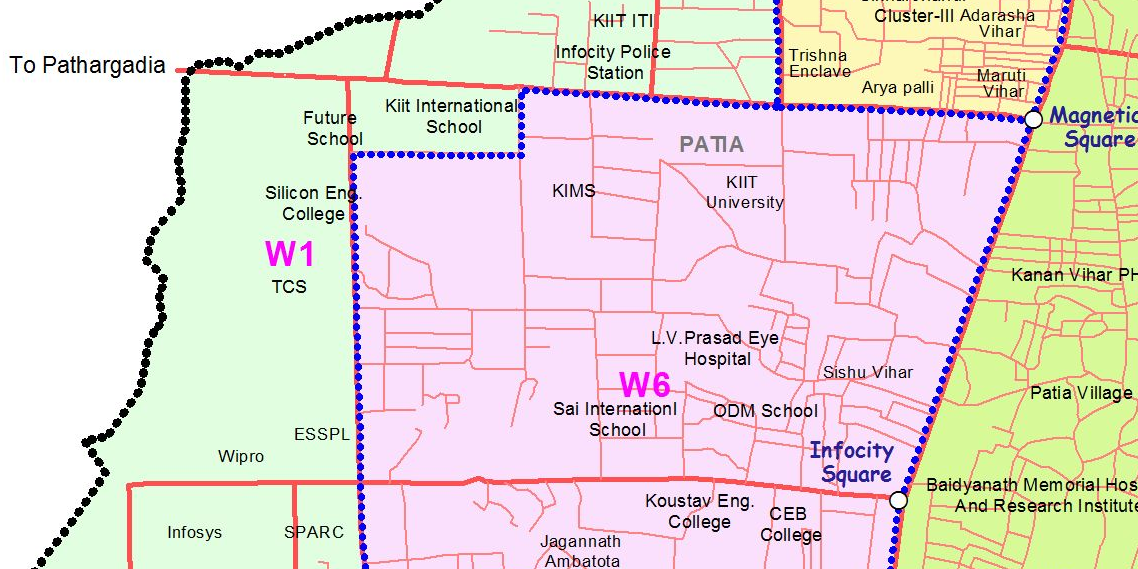 KIIT ITI
Cluster-III
Adarasha
Vihar
Infocity Police
Station
Trishna
Enclave
To Pathargadia
Maruti
Vihar
Arya palli
Kiit International
School
Future
School
Magnetic
Square
PATIA
KIMS
KIIT
University
Silicon Eng.
College
W1
TCS
Kanan Vihar PH
L.V.Prasad Eye
Hospital
Sishu Vihar
W6
Patia Village
Sai Internationl
School
ODM School
ESSPL
Wipro
Infocity
Square
Baidyanath Memorial Hos
And Research Institute
Koustav Eng.
College
CEB
College
Infosys
SPARC
Jagannath
Ambatota